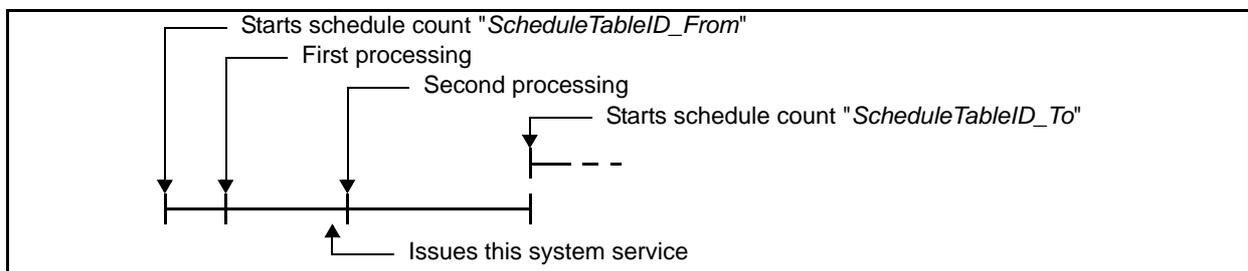 Starts schedule count "ScheduleTableID_From"
First processing
Second processing
Starts schedule count "ScheduleTableID_To"
Issues this system service